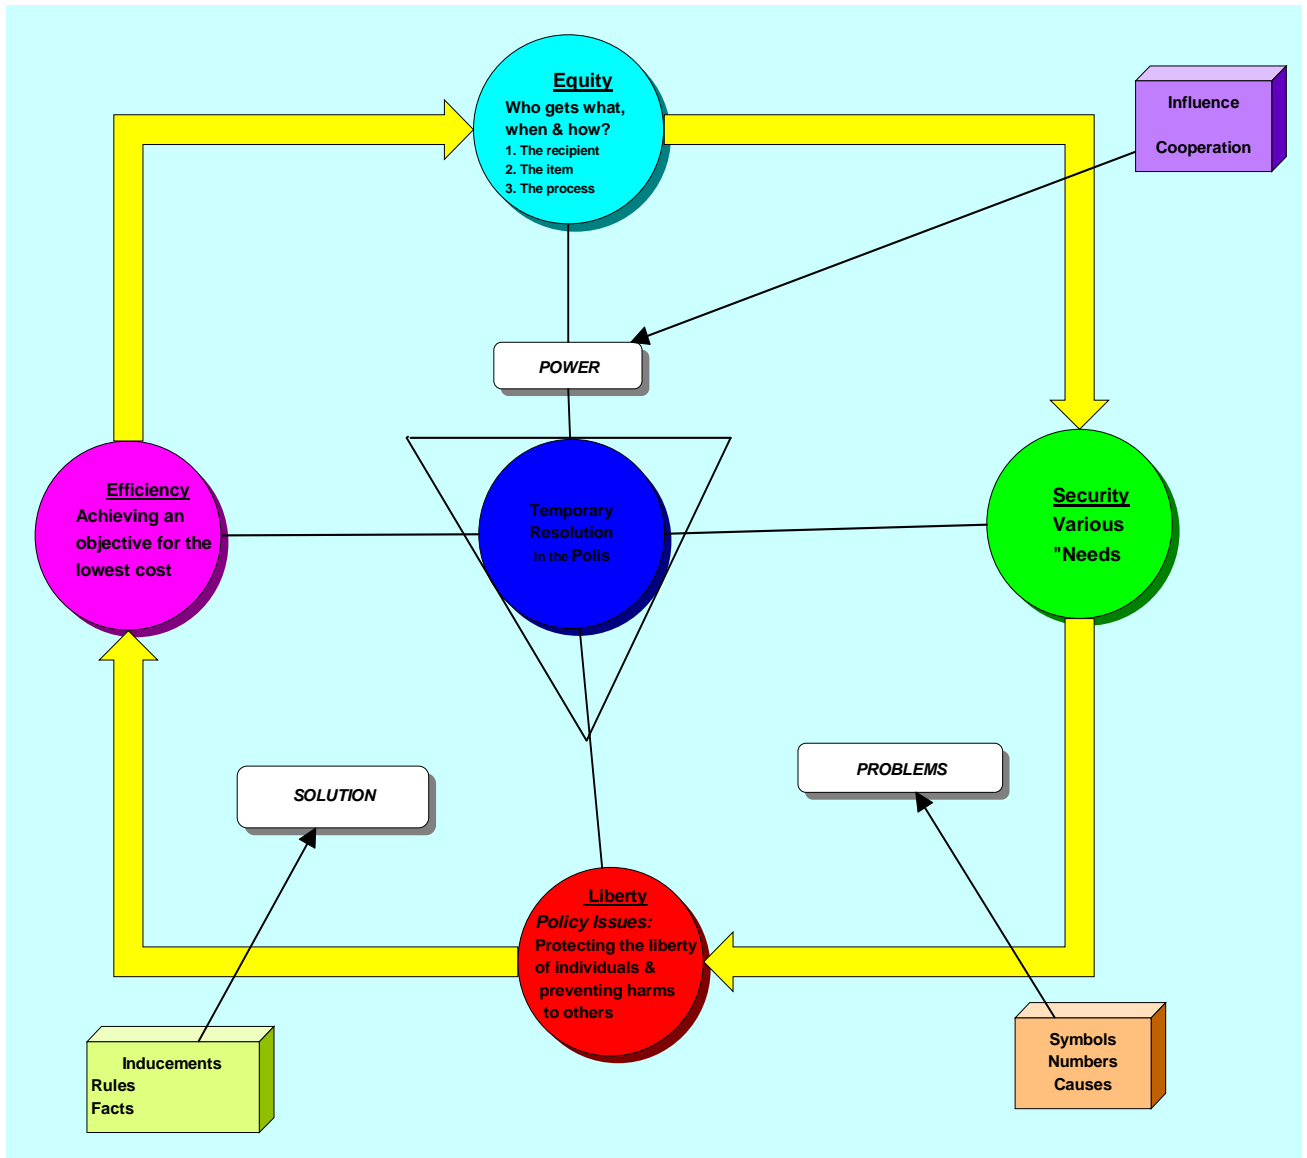 Equity
Who gets what,
when & how?
1. The recipient
2. The item
3. The process
Influence
Cooperation
POWER
Efficiency
Achieving an
objective for the
lowest cost
Temporary
Resolution
in the Polis
Security
Various
"Needs
SOLUTION
PROBLEMS
Liberty
Policy Issues:
Protecting the liberty
of individuals &
preventing harms
to others
Inducements
Rules
Facts
Symbols
Numbers
Causes